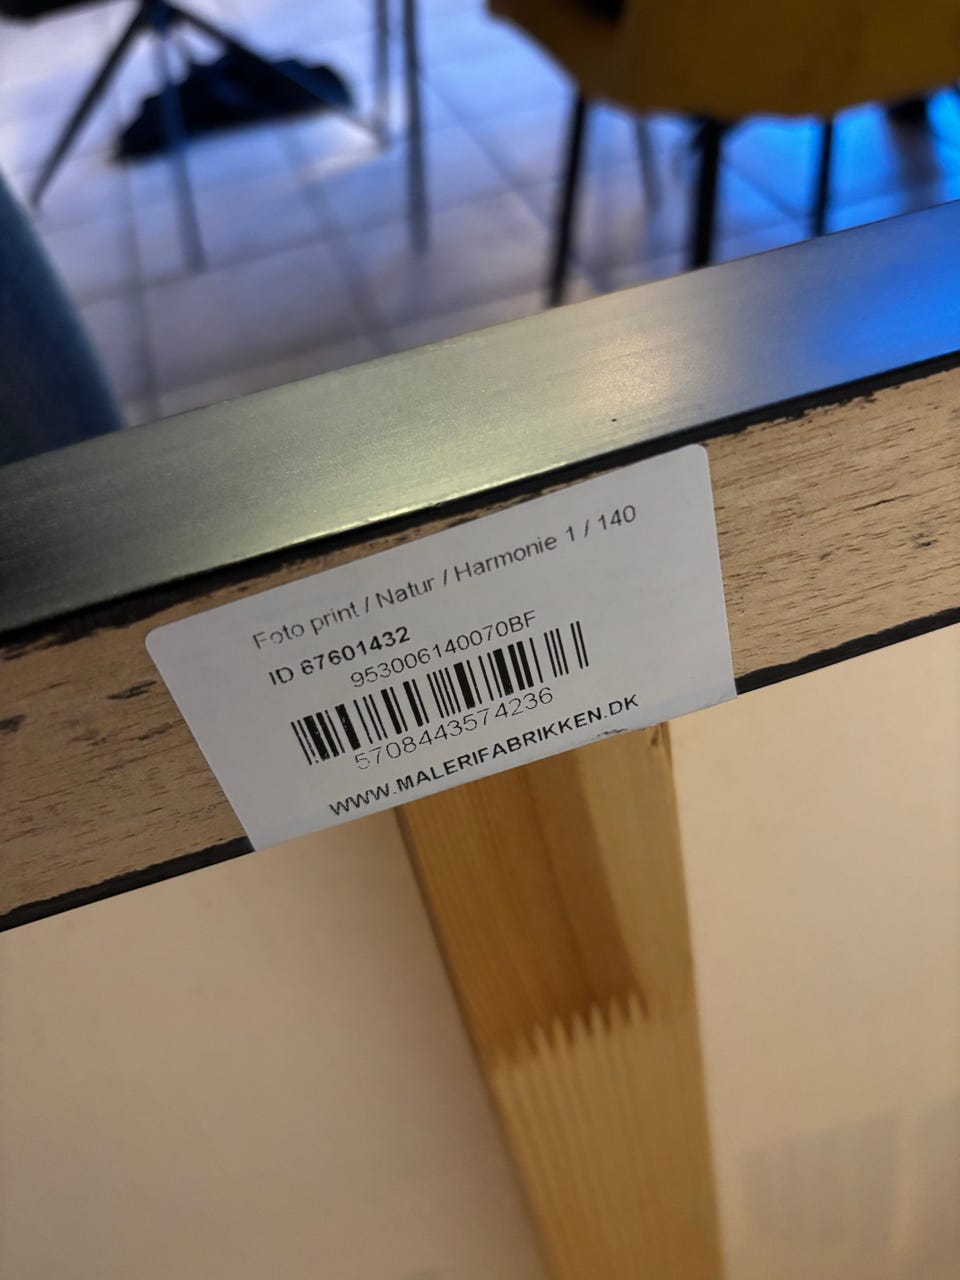 Foto print / Natur / Harmonie 1 / 140
ID 67601432
953006140070BF
5708443574236
WWW.MALERIFABRIKKEN.DK